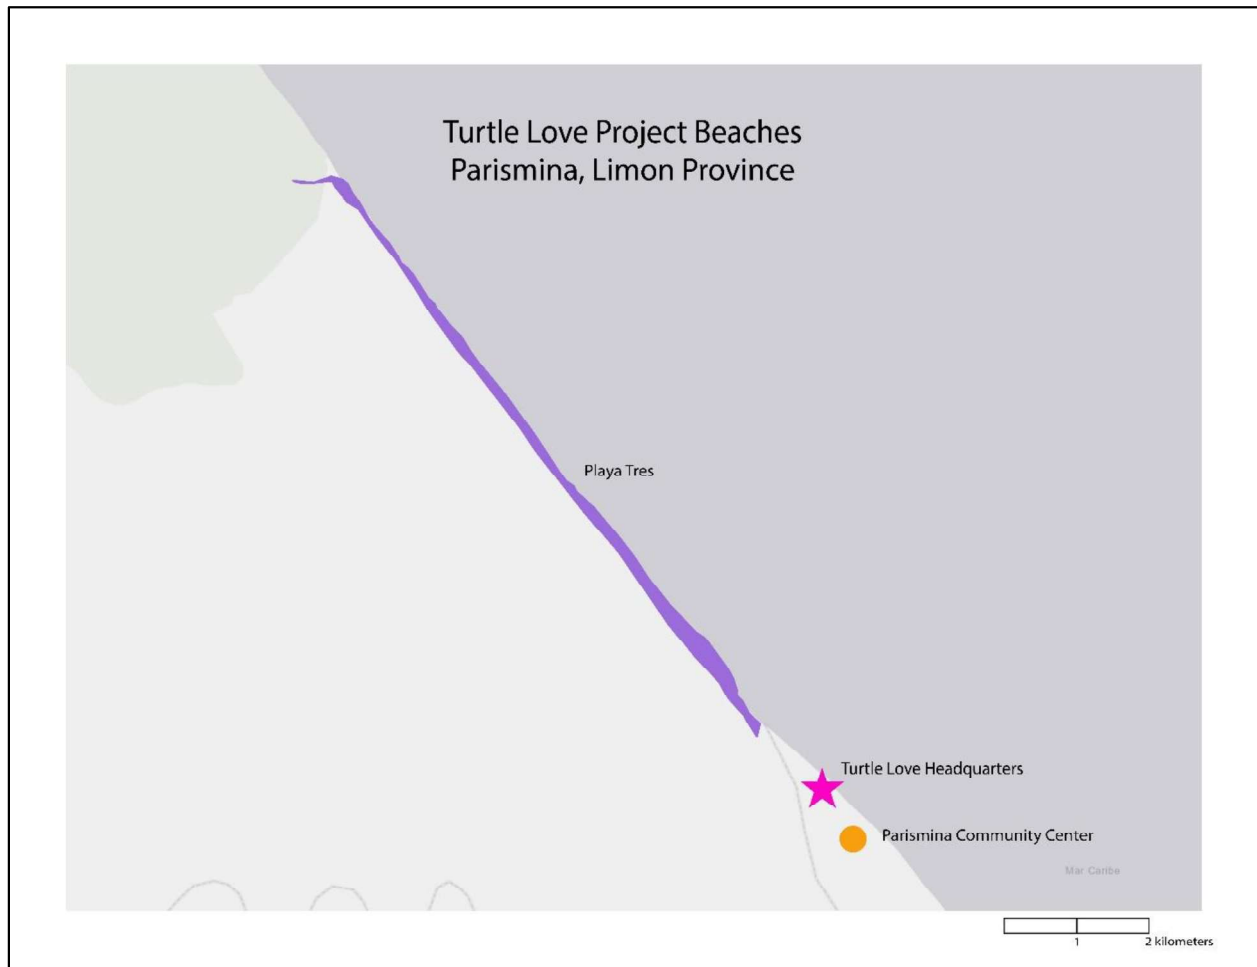 Turtle Love Project Beaches
Parismina, Limon Province
Playa Tres
Turtle Love Headquarters
Parismina Community Center
Mar Caribe
1
2 kilometers